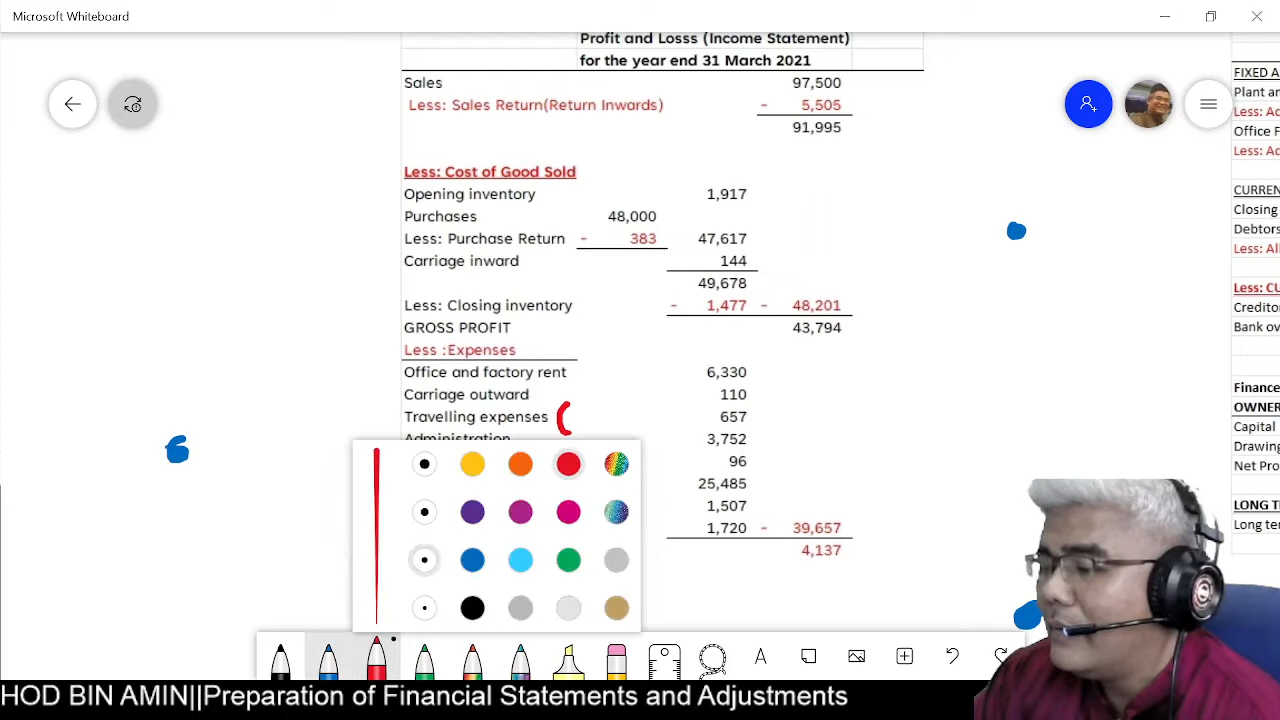 Microsoft Whiteboard
Profit and Losss (Income Statement)
for the year end 31 March 2021
Sales 97,500
Less: Sales Return(Return Inwards) - 5,505
91,995
Less: Cost of Good Sold
Opening inventory 1,917
Purchases 48,000
Less: Purchase Return - 383 47,617
Carriage inward 144
49,678
Less: Closing inventory - 1,477 - 48,201
GROSS PROFIT 43,794
Less :Expenses
Office and factory rent 6,330
Carriage outward 110
Travelling expenses ( 657
Administration 3,752
96
25,485
1,507
1,720 - 39,657
4,137
FIXED A
Plant an
Less: Ad
Office F
Less: Ad
CURREN
Closing
Debtors
Less: All
Less: CU
Creditor
Bank ov
Finance
OWNER
Capital
Drawing
Net Pro
LONG T
Long ter
HOD BIN AMIN||Preparation of Financial Statements and Adjustments